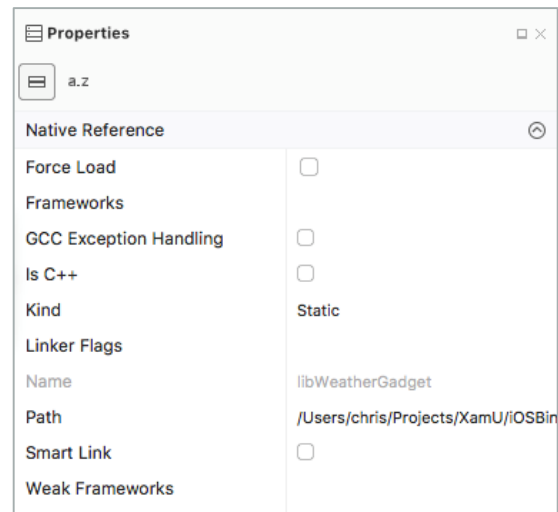 Properties
a.z
Native Reference
Force Load
Frameworks
GCC Exception Handling
Is C++
Kind Static
Linker Flags
Name libWeatherGadget
Path /Users/chris/Projects/XamU/iOSBin
Smart Link
Weak Frameworks